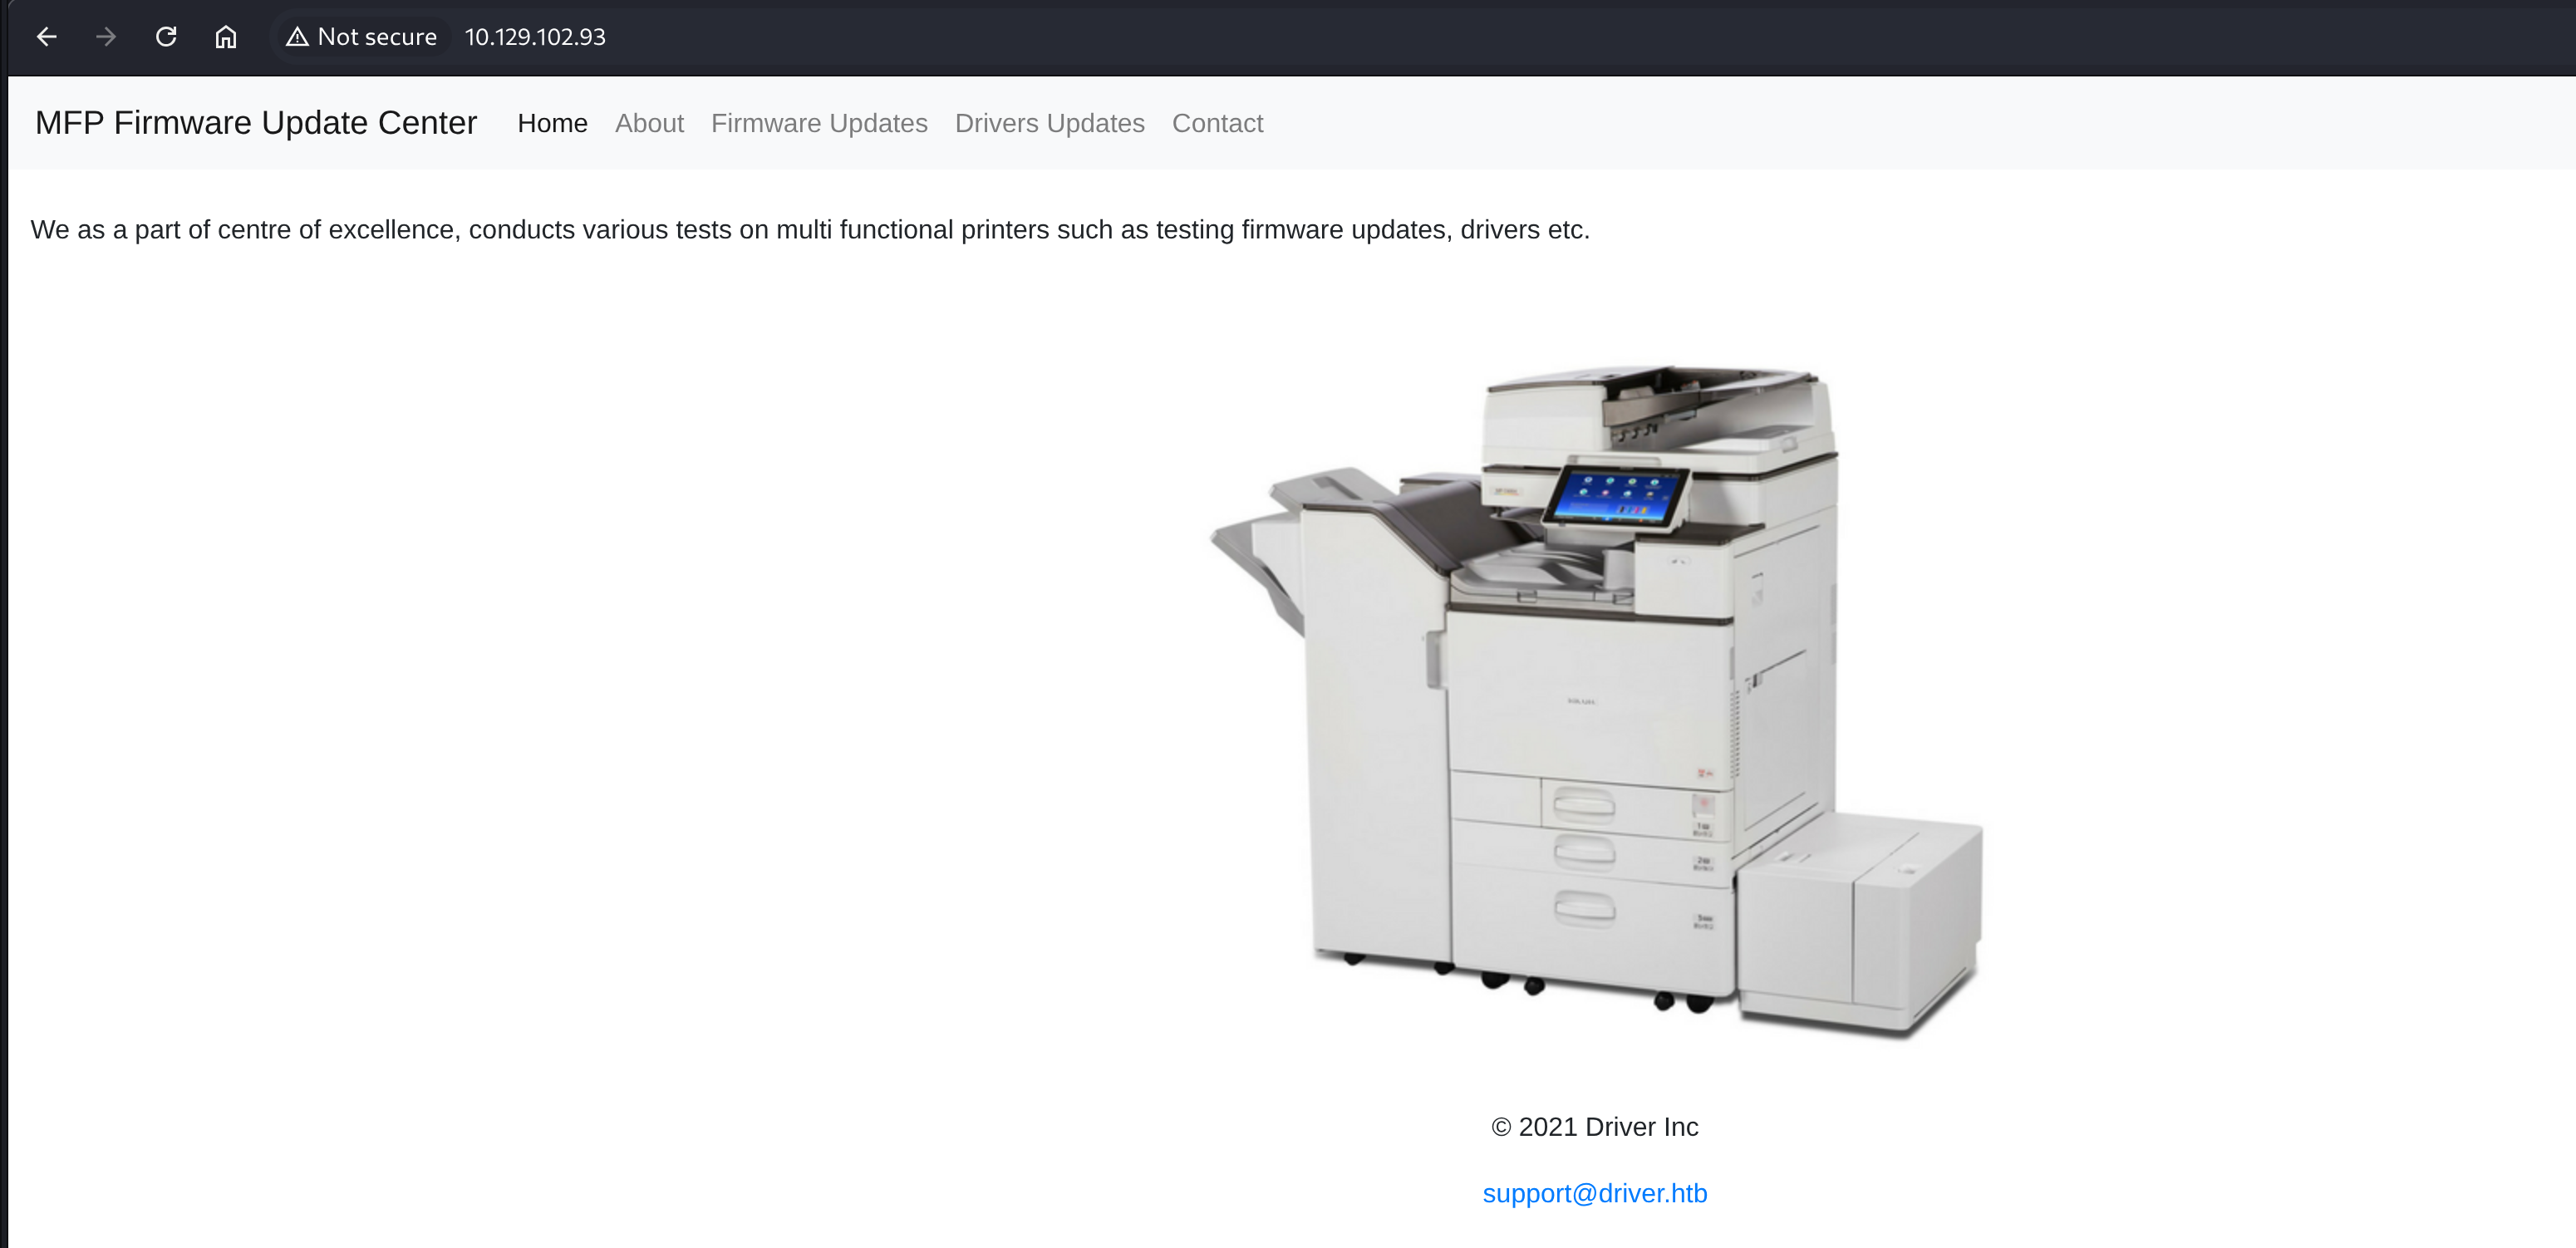 Not secure 10.129.102.93
MFP Firmware Update Center Home About Firmware Updates Drivers Updates Contact
We as a part of centre of excellence, conducts various tests on multi functional printers such as testing firmware updates, drivers etc.
© 2021 Driver Inc
support@driver.htb